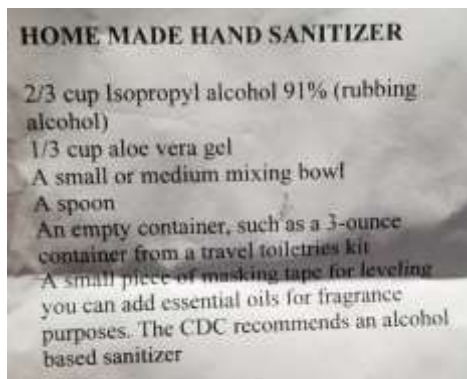 HOME MADE HAND SANITIZER
2/3 cup Isopropyl alcohol 91% (rubbing
alcohol)
1/3 cup aloe vera gel
A small or medium mixing bowl
A spoon
An empty container, such as a 3-ounce
container from a travel toiletries kit
A small piece of masking tape for leveling
you can add essential oils for fragrance
purposes. The CDC recommends an alcohol
based sanitizer